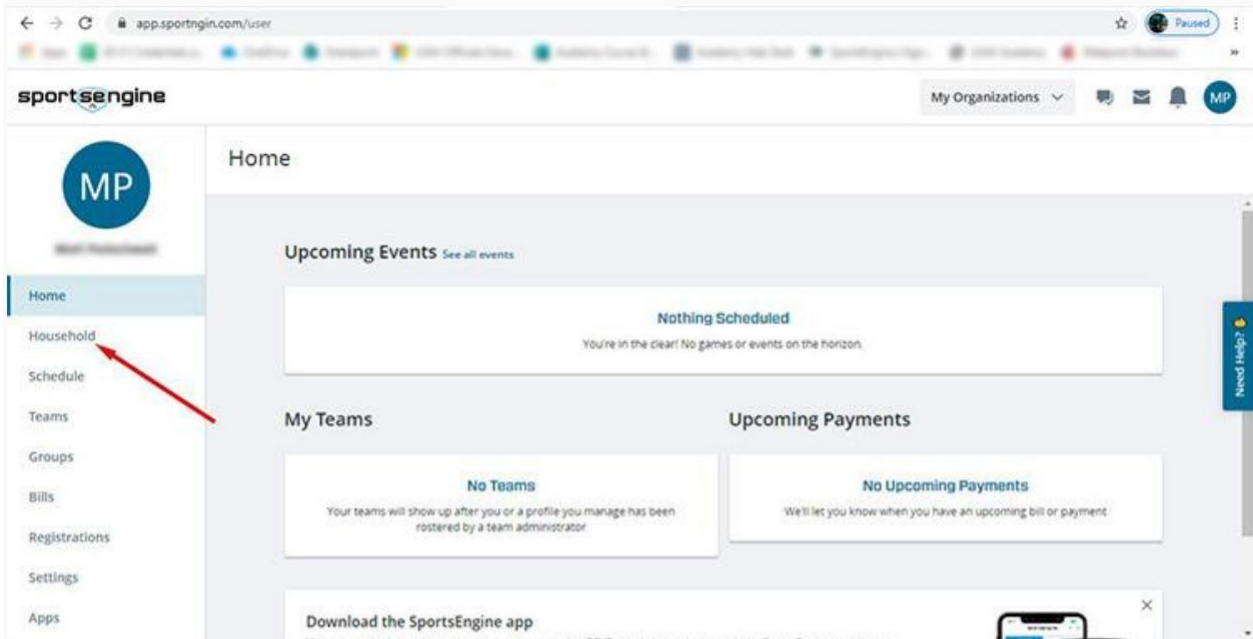 app.sportngin.com/user
Paused
sportsengine
My Organizations
MP
MP
Home
Home
Household
Schedule
Teams
Groups
Bills
Registrations
Settings
Apps
Upcoming Events See all events
Nothing Scheduled
You're in the clear! No games or events on the horizon.
My Teams
No Teams
Your teams will show up after you or a profile you manage has been
rostered by a team administrator
Upcoming Payments
No Upcoming Payments
We'll let you know when you have an upcoming bill or payment
Download the SportsEngine app
Need Help?